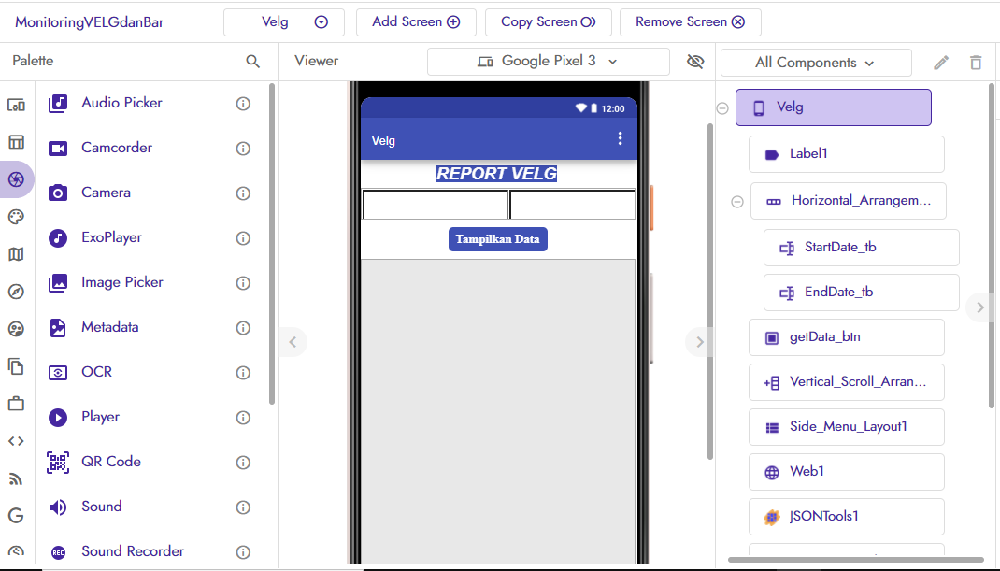 MonitoringVELGdanBar
Velg
Add Screen
Copy Screen
Remove Screen
Palette
Viewer
Google Pixel 3
All Components
Audio Picker
Camcorder
Camera
ExoPlayer
Image Picker
Metadata
OCR
Player
QR Code
Sound
REC
Sound Recorder
12:00
Velg
REPORT VELG
Tampilkan Data
Velg
Label1
Horizontal_Arrangem...
StartDate_tb
EndDate_tb
getData_btn
Vertical_Scroll_Arran...
Side_Menu_Layout1
Web1
JSONTools1